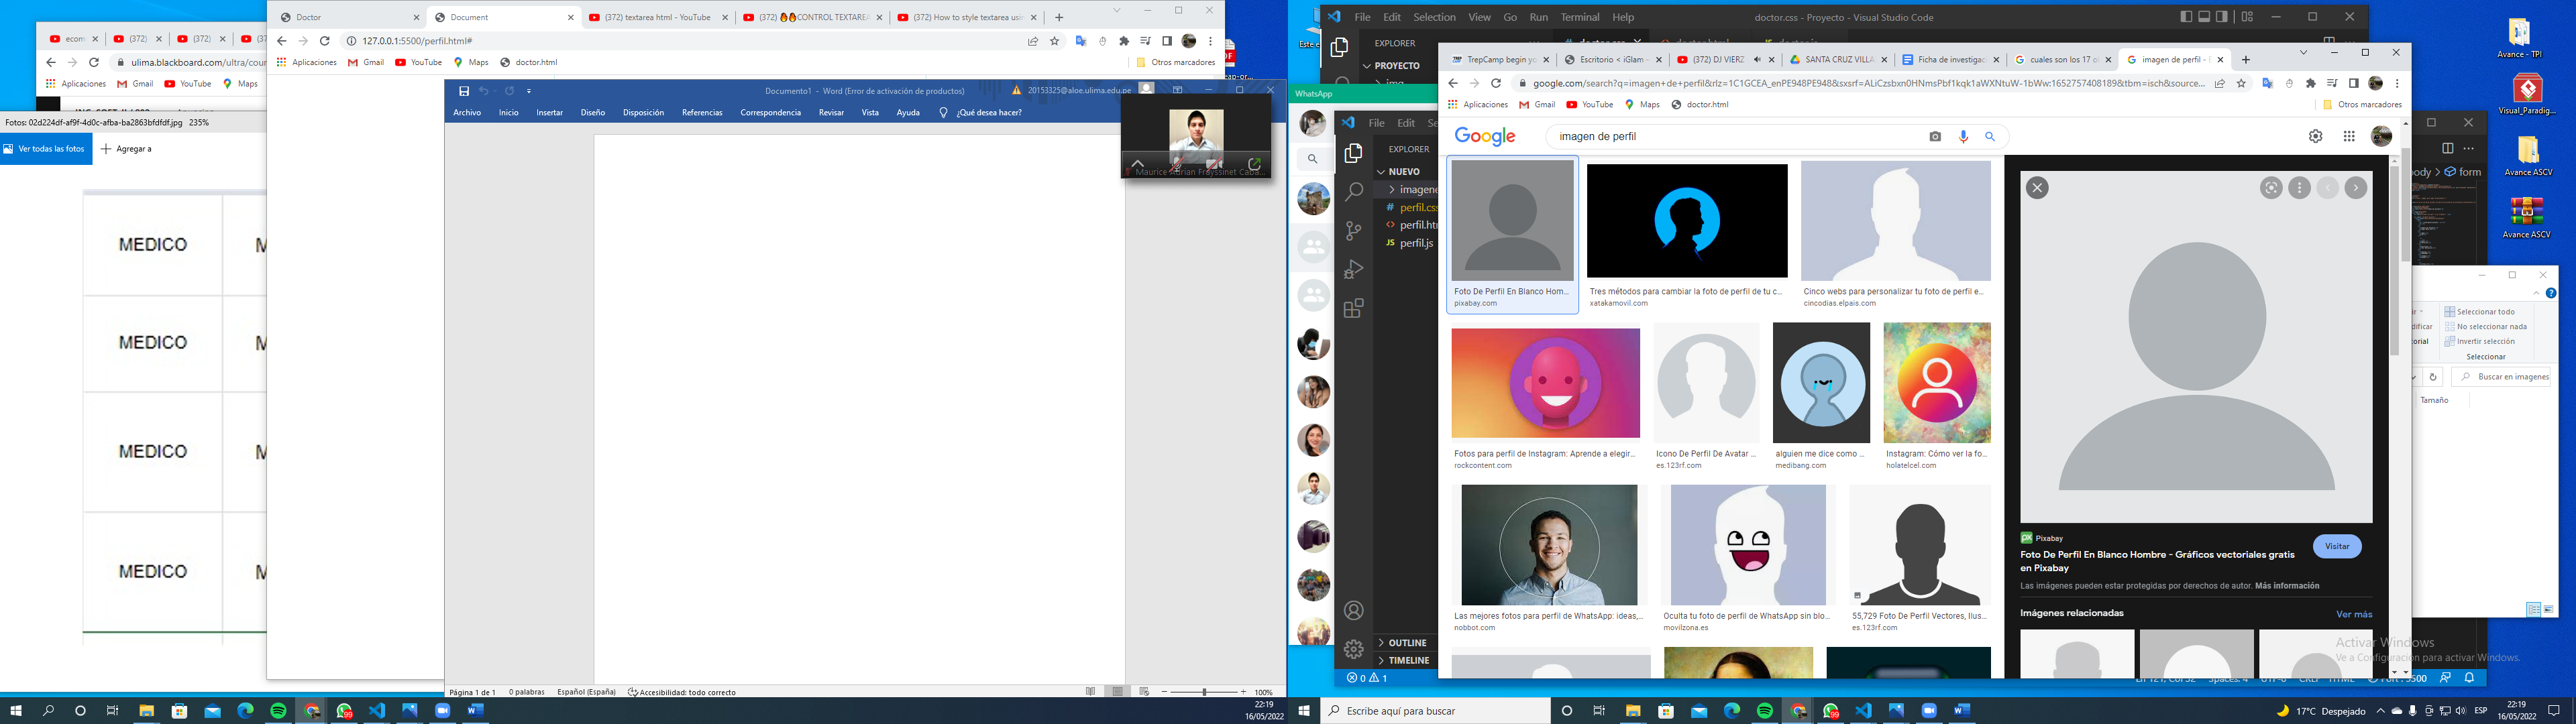 ecom
(372)
(372)
(372)
ulima.blackboard.com/ultra/cour
Aplicaciones
Gmail
YouTube
Maps
Fotos: 02d224df-af9f-4d0c-afba-ba2863bfdfdf.jpg 235%
Ver todas las fotos
Agregar a
MEDICO
MEDICO
MEDICO
MEDICO
Doctor
Document
(372) textarea html - YouTube
(372) 🔥🔥CONTROL TEXTAREA
(372) How to style textarea usin
127.0.0.1:5500/perfil.html#
Aplicaciones
Gmail
YouTube
Maps
doctor.html
Otros marcadores
Documento1 - Word (Error de activación de productos)
20153325@aloe.ulima.edu.pe
Archivo
Inicio
Insertar
Diseño
Disposición
Referencias
Correspondencia
Revisar
Vista
Ayuda
¿Qué desea hacer?
Maurice Adrian Frayssinet Caba...
Página 1 de 1
0 palabras
Español (España)
Accesibilidad: todo correcto
100%
22:19
16/05/2022
Este e
WhatsApp
File Edit Selection View Go Run Terminal Help
doctor.css - Proyecto - Visual Studio Code
EXPLORER
PROYECTO
img
File Edit Se
EXPLORER
NUEVO
imagene
# perfil.css
<> perfil.htm
JS perfil.js
OUTLINE
TIMELINE
0 1
TrepCamp begin yo
Escritorio < iGlam
(372) DJ VIERZ
SANTA CRUZ VILLA
Ficha de investigac
cuales son los 17 ol
imagen de perfil -
google.com/search?q=imagen+de+perfil&rlz=1C1GCEA_enPE948PE948&sxsrf=ALiCzsbxn0HNmsPbf1kqk1aWXNtuW-1bWw:1652757408189&tbm=isch&source...
Aplicaciones
Gmail
YouTube
Maps
doctor.html
Otros marcadores
Google
imagen de perfil
Foto De Perfil En Blanco Hom...
pixabay.com
Tres métodos para cambiar la foto de perfil de tu c...
xatakamovil.com
Cinco webs para personalizar tu foto de perfil e...
cincodias.elpais.com
Fotos para perfil de Instagram: Aprende a elegir...
rockcontent.com
Icono De Perfil De Avatar ...
es.123rf.com
alguien me dice como ...
medibang.com
Instagram: Cómo ver la fo...
holatelcel.com
Las mejores fotos para perfil de WhatsApp: ideas,...
nobbot.com
Oculta tu foto de perfil de WhatsApp sin blo...
movilzona.es
55,729 Foto De Perfil Vectores, Ilus...
es.123rf.com
Pixabay
Foto De Perfil En Blanco Hombre - Gráficos vectoriales gratis
en Pixabay
Visitar
Las imágenes pueden estar protegidas por derechos de autor. Más información
Imágenes relacionadas
Ver más
Activar Windows
Ve a Configuración para activar Windows.
body > form
Seleccionar todo
No seleccionar nada
Invertir selección
Seleccionar
Buscar en imagenes
Tamaño
Avance - TPI
Visual_Paradig...
Avance ASCV
Avance ASCV
Escribe aquí para buscar
17°C Despejado
ESP
22:19
16/05/2022